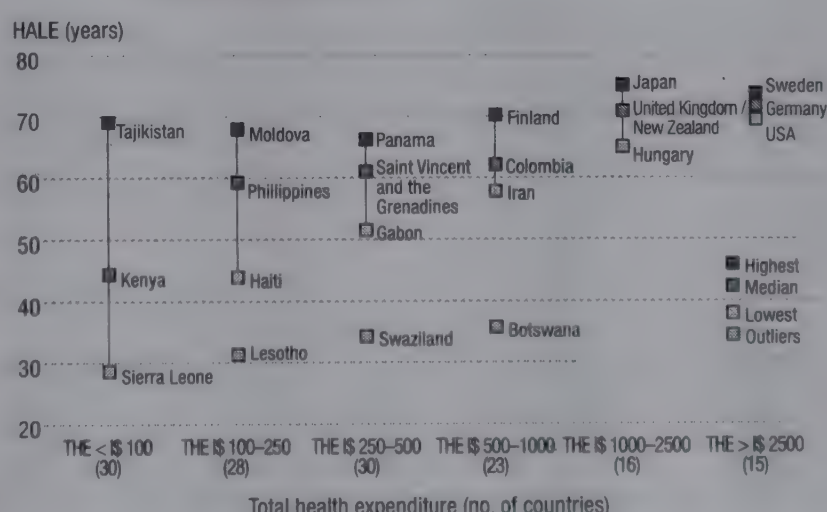 HALE (years)
80
70
60
50
40
30
20
Tajikistan
Kenya
Sierra Leone
Moldova
Phillippines
Haiti
Lesotho
Panama
Saint Vincent
and the
Grenadines
Gabon
Swaziland
Finland
Colombia
Iran
Botswana
Japan
United Kingdom /
New Zealand
Hungary
Sweden
Germany
USA
Highest
Median
Lowest
Outliers
THE < I$ 100 THE I$ 100–250 THE I$ 250–500 THE I$ 500–1000 THE I$ 1000–2500 THE > I$ 2500
(30) (28) (30) (23) (16) (15)
Total health expenditure (no. of countries)